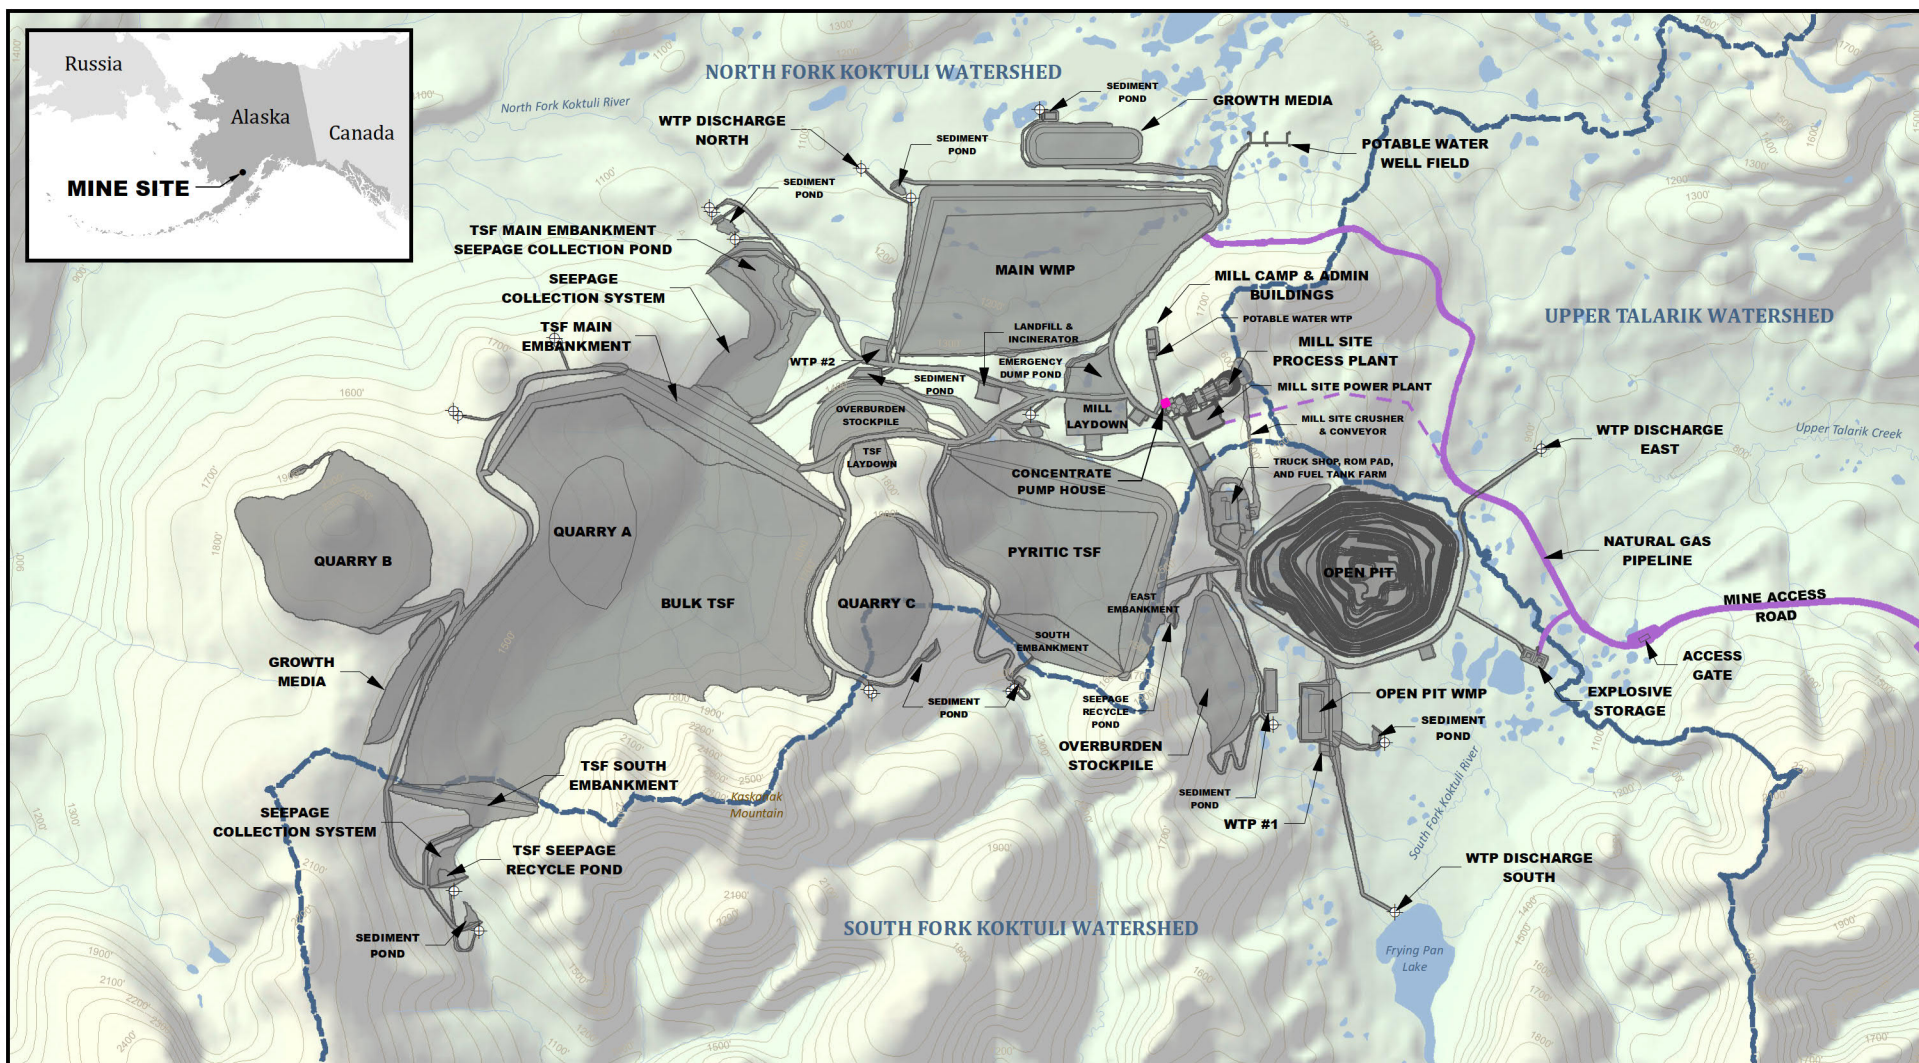 Russia
Alaska
Canada
MINE SITE
NORTH FORK KOKTULI WATERSHED
North Fork Koktuli River
WTP DISCHARGE
NORTH
SEDIMENT
POND
SEDIMENT
POND
GROWTH MEDIA
POTABLE WATER
WELL FIELD
SEDIMENT
POND
TSF MAIN EMBANKMENT
SEEPAGE COLLECTION POND
SEEPAGE
COLLECTION SYSTEM
TSF MAIN
EMBANKMENT
MAIN WMP
MILL CAMP & ADMIN
BUILDINGS
POTABLE WATER WTP
UPPER TALARIK WATERSHED
LANDFILL &
INCINERATOR
MILL SITE
PROCESS PLANT
WTP #2
EMERGENCY
DUMP POND
SEDIMENT
POND
MILL SITE POWER PLANT
OVERBURDEN
STOCKPILE
MILL
LAYDOWN
MILL SITE CRUSHER
& CONVEYOR
Upper Talarik Creek
WTP DISCHARGE
EAST
TSF
LAYDOWN
CONCENTRATE
PUMP HOUSE
TRUCK SHOP, ROM PAD,
AND FUEL TANK FARM
QUARRY A
QUARRY B
PYRITIC TSF
OPEN PIT
NATURAL GAS
PIPELINE
BULK TSF
QUARRY C
EAST
EMBANKMENT
MINE ACCESS
ROAD
SOUTH
EMBANKMENT
GROWTH
MEDIA
ACCESS
GATE
SEDIMENT
POND
SEEPAGE
RECYCLE
POND
OPEN PIT WMP
EXPLOSIVE
STORAGE
SEDIMENT
POND
OVERBURDEN
STOCKPILE
TSF SOUTH
EMBANKMENT
Kaskanak
Mountain
SEDIMENT
POND
WTP #1
South Fork Koktuli River
SEEPAGE
COLLECTION SYSTEM
TSF SEEPAGE
RECYCLE POND
WTP DISCHARGE
SOUTH
SOUTH FORK KOKTULI WATERSHED
SEDIMENT
POND
Frying Pan
Lake